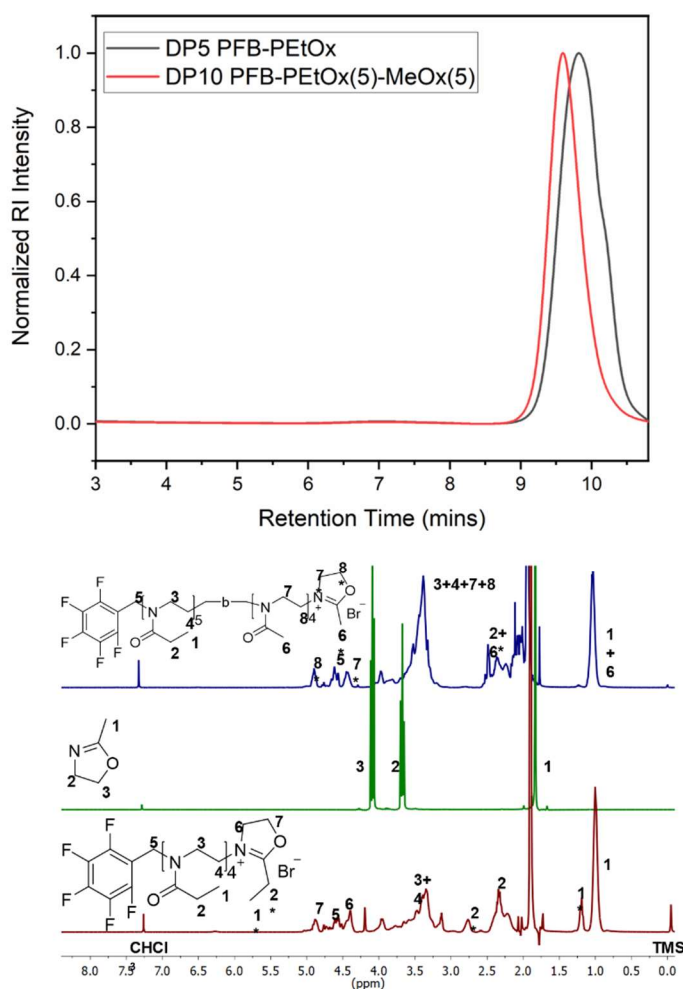 DP5 PFB-PEtOx
DP10 PFB-PEtOx(5)-MeOx(5)
Normalized RI Intensity
1.0
0.8
0.6
0.4
0.2
0.0
3 4 5 6 7 8 9 10
Retention Time (mins)
F F F F F 5 N 3 4 5 b N 7 8 4 N + 7 8 * O * Br−
O 1 2 O 6 6 *
8 * 5 * 7 *
3+4+7+8
2+
6*
1
+
6
N O 1 2 3
3 2 1
F F F F F 5 N 3 4 4 N + 6 7 O Br−
O 1 2 1 * 2 *
7 5 6
3+
4
2 *
2
1 *
1
CHCl
3
TMS
8.0 7.5 7.0 6.5 6.0 5.5 5.0 4.5 4.0 3.5 3.0 2.5 2.0 1.5 1.0 0.5 0.0
(ppm)